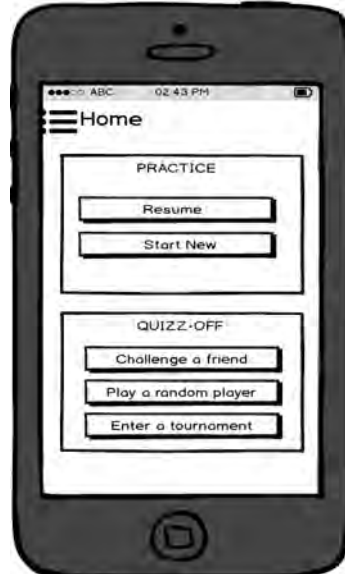 ABC 02:43 PM
Home
PRACTICE
Resume
Start New
QUIZZ-OFF
Challenge a friend
Play a random player
Enter a tournament